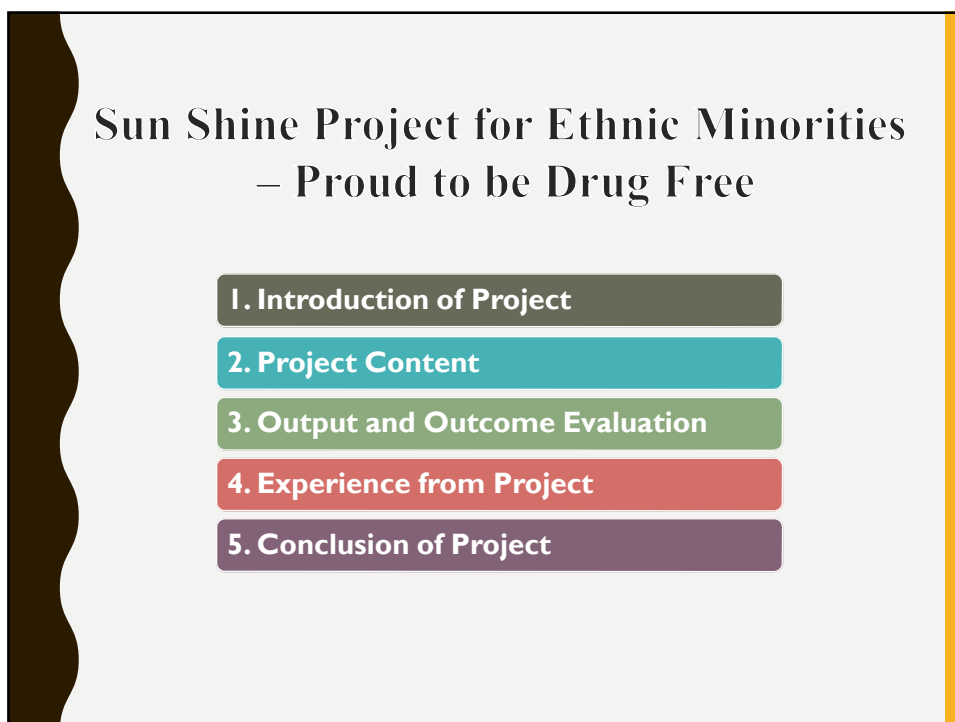 Sun Shine Project for Ethnic Minorities
– Proud to be Drug Free
1. Introduction of Project
2. Project Content
3. Output and Outcome Evaluation
4. Experience from Project
5. Conclusion of Project